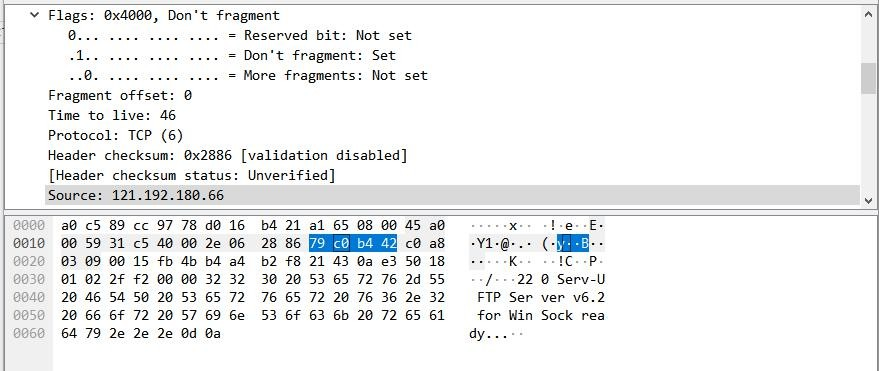 Flags: 0x4000, Don't fragment
0... .... .... .... = Reserved bit: Not set
.1.. .... .... .... = Don't fragment: Set
..0. .... .... .... = More fragments: Not set
Fragment offset: 0
Time to live: 46
Protocol: TCP (6)
Header checksum: 0x2886 [validation disabled]
[Header checksum status: Unverified]
Source: 121.192.180.66
0000 a0 c5 89 cc 97 78 d0 16 b4 21 a1 65 08 00 45 a0 ·····x·· ·!·e··E·
0010 00 59 31 c5 40 00 2e 06 28 86 79 c0 b4 42 c0 a8 ·Y1·@·.· (·y··B··
0020 03 09 00 15 fb 4b b4 a4 b2 f8 21 43 0a e3 50 18 ·····K·· ··!C··P·
0030 01 02 2f f2 00 00 32 32 30 20 53 65 72 76 2d 55 ··/···22 0 Serv-U
0040 20 46 54 50 20 53 65 72 76 65 72 20 76 36 2e 32 FTP Ser ver v6.2
0050 20 66 6f 72 20 57 69 6e 53 6f 63 6b 20 72 65 61 for Win Sock rea
0060 64 79 2e 2e 2e 0d 0a dy...··